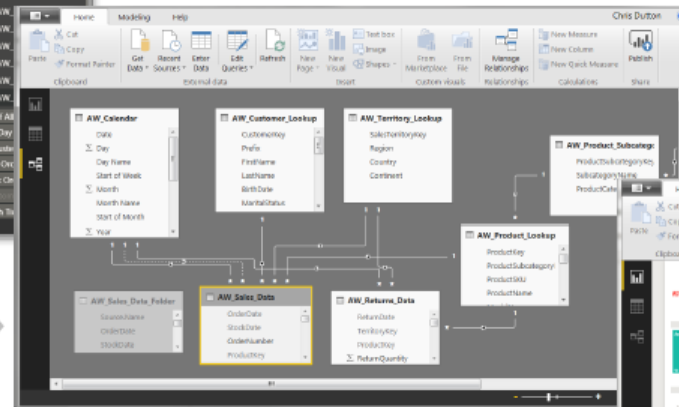 Home Modeling Help
Chris Dutton
Cut
Copy
Format Painter
Paste
Clipboard
Get Data
Recent Sources
Enter Data
Edit Queries
Refresh
External data
New Page
New Visual
Text box
Image
Shapes
Insert
From Marketplace
From File
Custom visuals
Manage Relationships
Relationships
New Measure
New Column
New Quick Measure
Calculations
Publish
Share
AW_Calendar
Date
Day
Day Name
Start of Week
Month
Month Name
Start of Month
Year
AW_Customer_Lookup
CustomerKey
Prefix
FirstName
LastName
BirthDate
MaritalStatus
AW_Territory_Lookup
SalesTerritoryKey
Region
Country
Continent
AW_Product_Subcatego
ProductSubcategoryKey
SubcategoryName
ProductCate
AW_Product_Lookup
ProductKey
ProductSubcategory
ProductSKU
ProductName
AW_Sales_Data_Folder
SourceName
OrderDate
StockDate
AW_Sales_Data
OrderDate
StockDate
OrderNumber
ProductKey
AW_Returns_Data
ReturnDate
TerritoryKey
ProductKey
ReturnQuantity
Paste